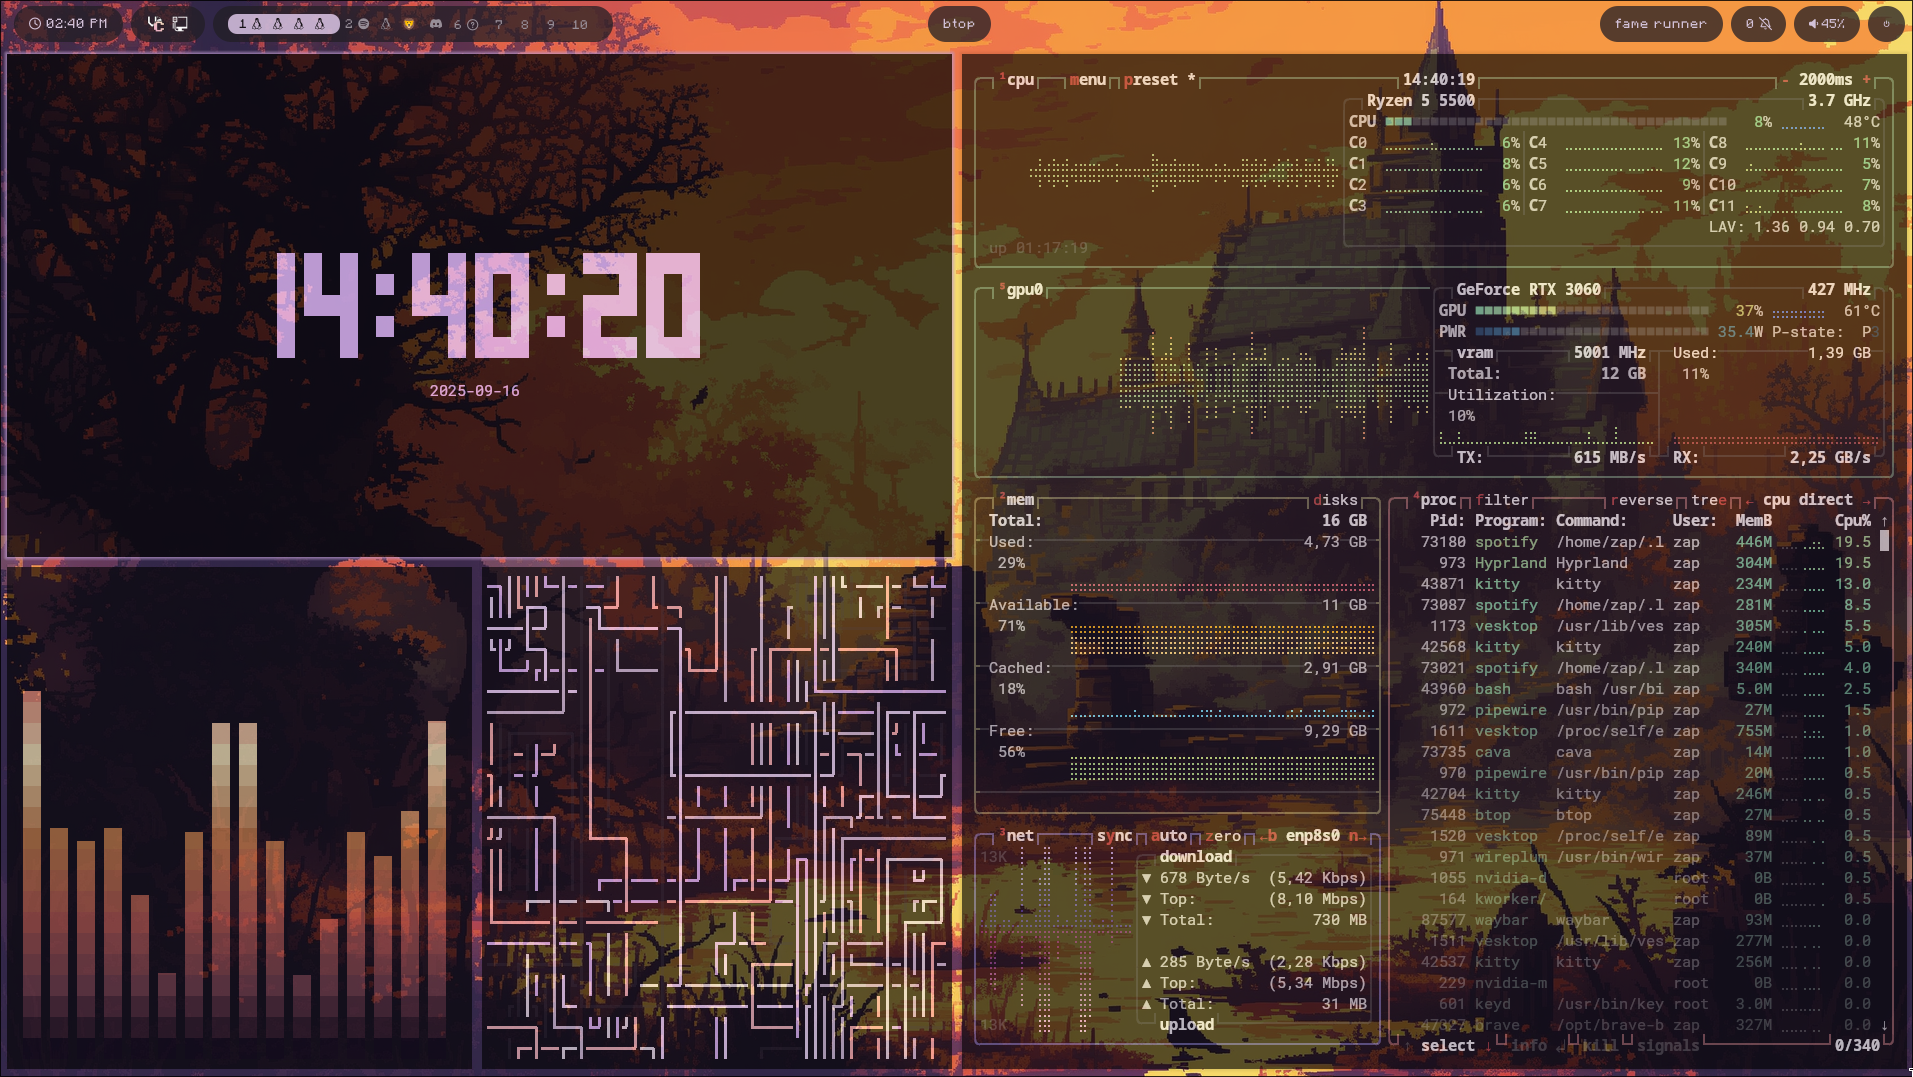 02:40 PM
1 2 6 7 8 9 10
btop
fame runner
0
45%
14:40:20
2025-09-16
1cpu menu preset * 14:40:19 - 2000ms +
Ryzen 5 5500 3.7 GHz
CPU 8% 48°C
C0 6% C4 13% C8 11%
C1 8% C5 12% C9 5%
C2 6% C6 9% C10 7%
C3 6% C7 11% C11 8%
LAV: 1.36 0.94 0.70
up 01:17:19
5gpu0 GeForce RTX 3060 427 MHz
GPU 37% 61°C
PWR 35.4W P-state: P3
vram 5001 MHz Used: 1,39 GB
Total: 12 GB 11%
Utilization:
10%
TX: 615 MB/s RX: 2,25 GB/s
2mem disks
Total: 16 GB
Used: 4,73 GB
29%
Available: 11 GB
71%
Cached: 2,91 GB
18%
Free: 9,29 GB
56%
3net sync auto zero ←b enp8s0 n→
13K
download
▼ 678 Byte/s (5,42 Kbps)
▼ Top: (8,10 Mbps)
▼ Total: 730 MB
▲ 285 Byte/s (2,28 Kbps)
▲ Top: (5,34 Mbps)
▲ Total: 31 MB
13K
upload
4proc filter reverse tree ← cpu direct →
Pid: Program: Command: User: MemB Cpu% ↑
73180 spotify /home/zap/.l zap 446M 19.5
973 Hyprland Hyprland zap 304M 19.5
43871 kitty kitty zap 234M 13.0
73087 spotify /home/zap/.l zap 281M 8.5
1173 vesktop /usr/lib/ves zap 305M 5.5
42568 kitty kitty zap 240M 5.0
73021 spotify /home/zap/.l zap 340M 4.0
43960 bash bash /usr/bi zap 5.0M 2.5
972 pipewire /usr/bin/pip zap 27M 1.5
1611 vesktop /proc/self/e zap 755M 1.0
73735 cava cava zap 14M 1.0
970 pipewire /usr/bin/pip zap 20M 0.5
42704 kitty kitty zap 246M 0.5
75448 btop btop zap 27M 0.5
1520 vesktop /proc/self/e zap 89M 0.5
971 wireplum /usr/bin/wir zap 37M 0.5
1055 nvidia-d root 0B 0.5
164 kworker/ root 0B 0.5
87577 waybar waybar zap 93M 0.0
1511 vesktop /usr/lib/ves zap 277M 0.0
42537 kitty kitty zap 256M 0.0
229 nvidia-m root 0B 0.0
601 keyd /usr/bin/key root 3.0M 0.0
47327 brave /opt/brave-b zap 327M 0.0 ↓
↑ select ↓ info ↵ kill signals 0/340